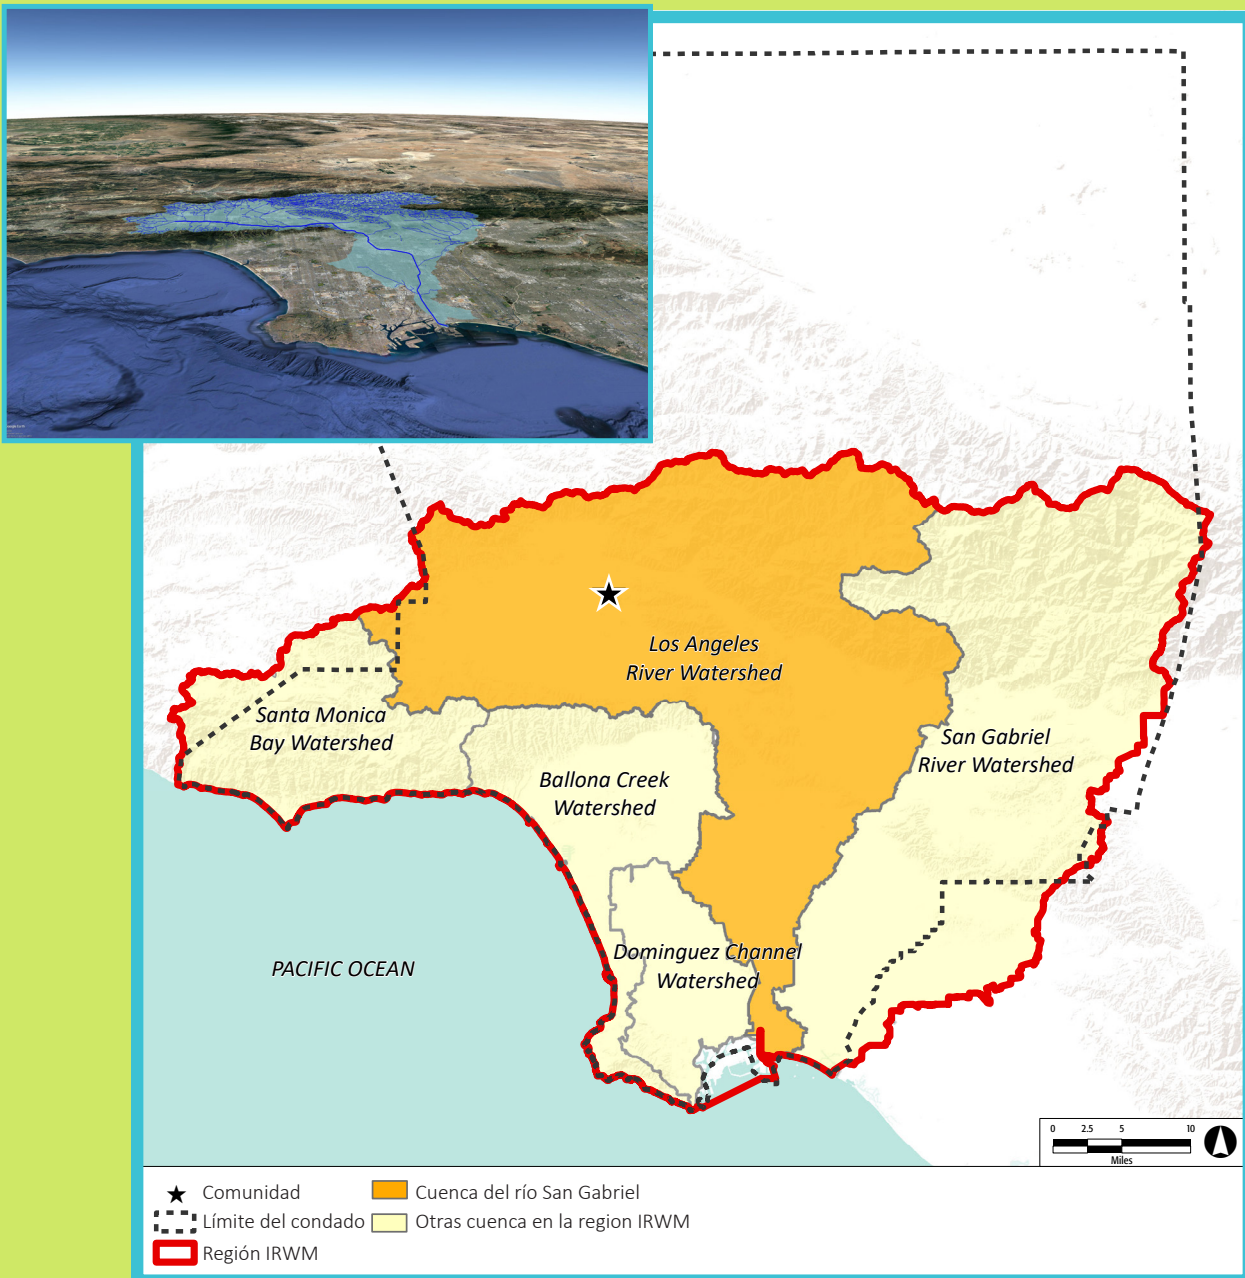 Los Angeles
River Watershed
Santa Monica
Bay Watershed
San Gabriel
River Watershed
Ballona Creek
Watershed
Dominguez Channel
Watershed
PACIFIC OCEAN
0 2.5 5 10
Miles
Comunidad
Cuenca del río San Gabriel
Límite del condado
Otras cuenca en la region IRWM
Región IRWM